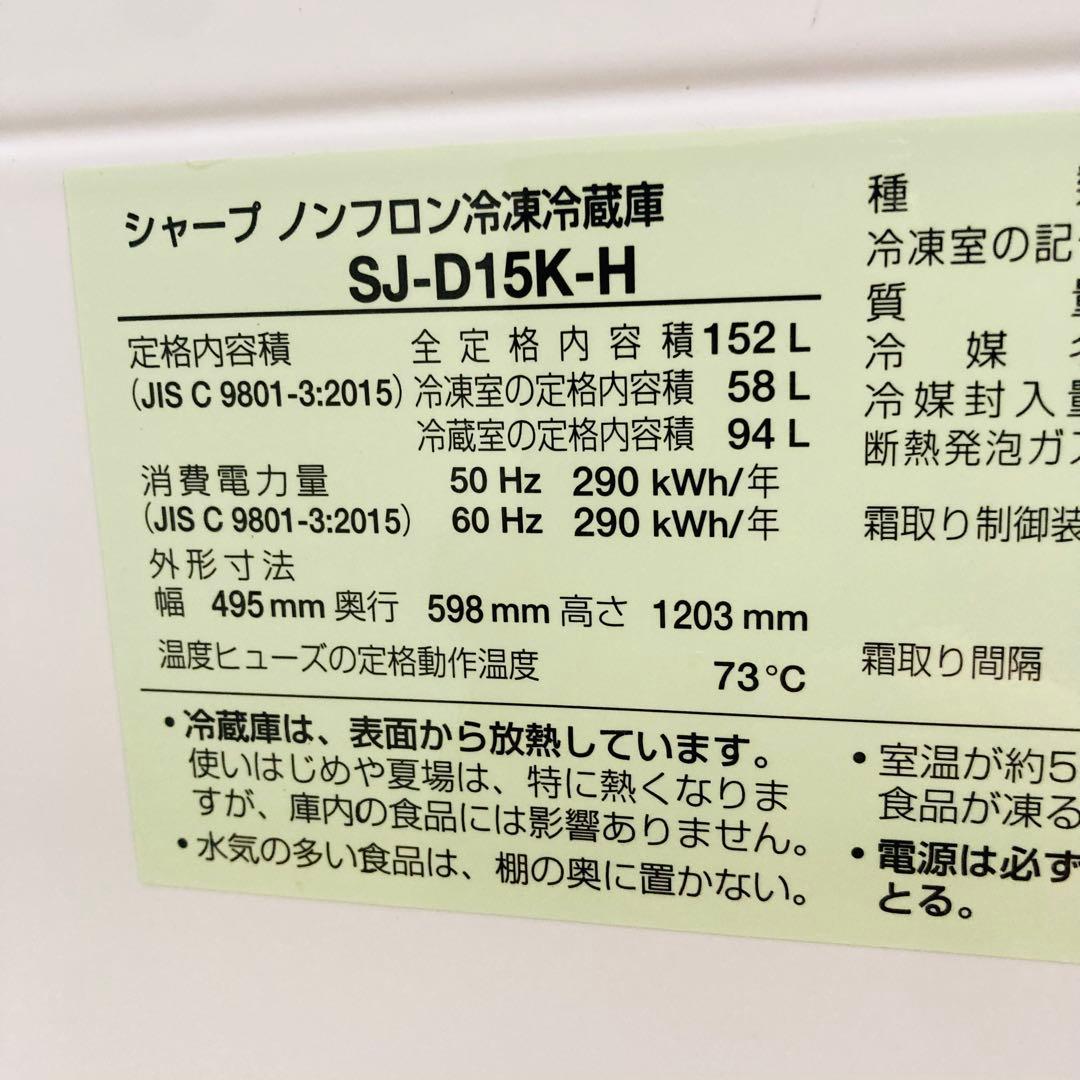 シャープ ノンフロン冷凍冷蔵庫
SJ-D15K-H
定格内容積 全定格内容積 152 L
(JIS C 9801-3:2015) 冷凍室の定格内容積 58 L
冷蔵室の定格内容積 94 L
消費電力量 50 Hz 290 kWh/年
(JIS C 9801-3:2015) 60 Hz 290 kWh/年
外形寸法
幅 495 mm 奥行 598 mm 高さ 1203 mm
温度ヒューズの定格動作温度 73 °C
・冷蔵庫は、表面から放熱しています。
使いはじめや夏場は、特に熱くなりま
すが、庫内の食品には影響ありません。
・水気の多い食品は、棚の奥に置かない。
種
冷凍室の記
質
冷媒
冷媒封入量
断熱発泡ガ
霜取り制御装
霜取り間隔
・室温が約5
食品が凍る
・電源は必ず
とる。